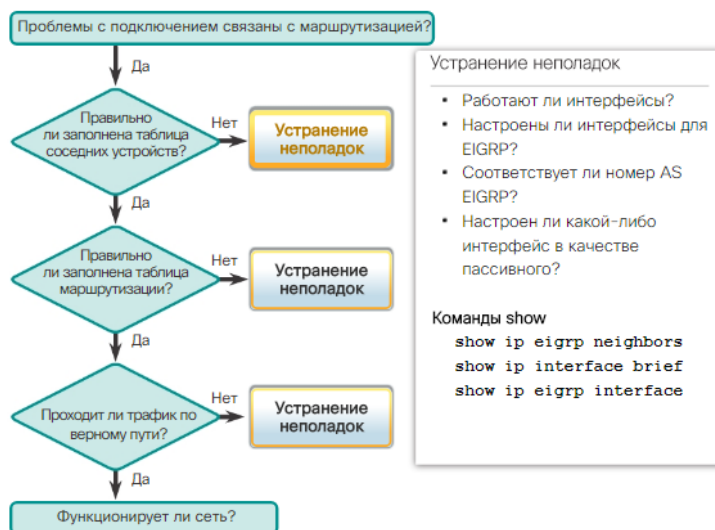 Проблемы с подключением связаны с маршрутизацией?
Да
Правильно
ли заполнена таблица
соседних устройств?
Нет
Устранение
неполадок
Да
Правильно
ли заполнена таблица
маршрутизации?
Нет
Устранение
неполадок
Да
Проходит ли трафик по
верному пути?
Нет
Устранение
неполадок
Да
Функционирует ли сеть?
Устранение неполадок
• Работают ли интерфейсы?
• Настроены ли интерфейсы для
EIGRP?
• Соответствует ли номер AS
EIGRP?
• Настроен ли какой-либо
интерфейс в качестве
пассивного?
Команды show
show ip eigrp neighbors
show ip interface brief
show ip eigrp interface